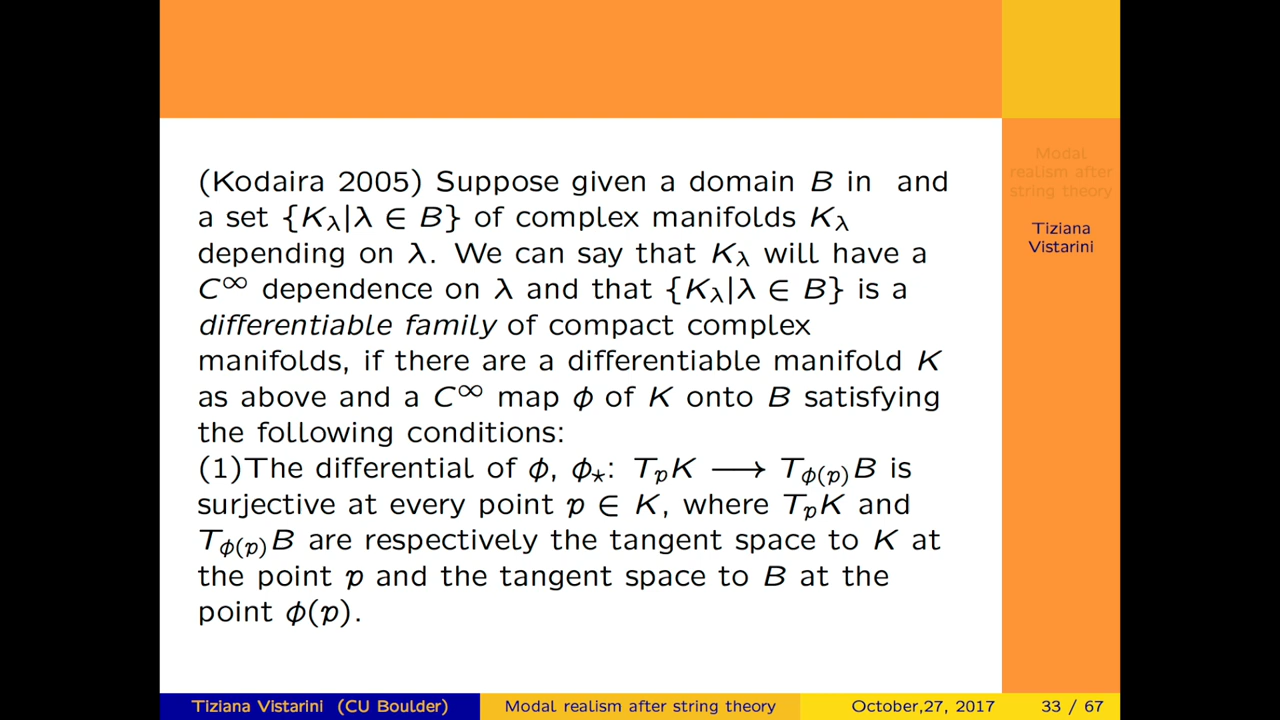 (Kodaira 2005) Suppose given a domain B in and
a set {K_λ|λ ∈ B} of complex manifolds K_λ
depending on λ. We can say that K_λ will have a
C^∞ dependence on λ and that {K_λ|λ ∈ B} is a
differentiable family of compact complex
manifolds, if there are a differentiable manifold K
as above and a C^∞ map ϕ of K onto B satisfying
the following conditions:
(1)The differential of ϕ, ϕ_⋆: T_pK ⟶ T_ϕ(p)B is
surjective at every point p ∈ K, where T_pK and
T_ϕ(p)B are respectively the tangent space to K at
the point p and the tangent space to B at the
point ϕ(p).
Modal
realism after
string theory
Tiziana
Vistarini
Tiziana Vistarini (CU Boulder)
Modal realism after string theory
October,27, 2017
33 / 67